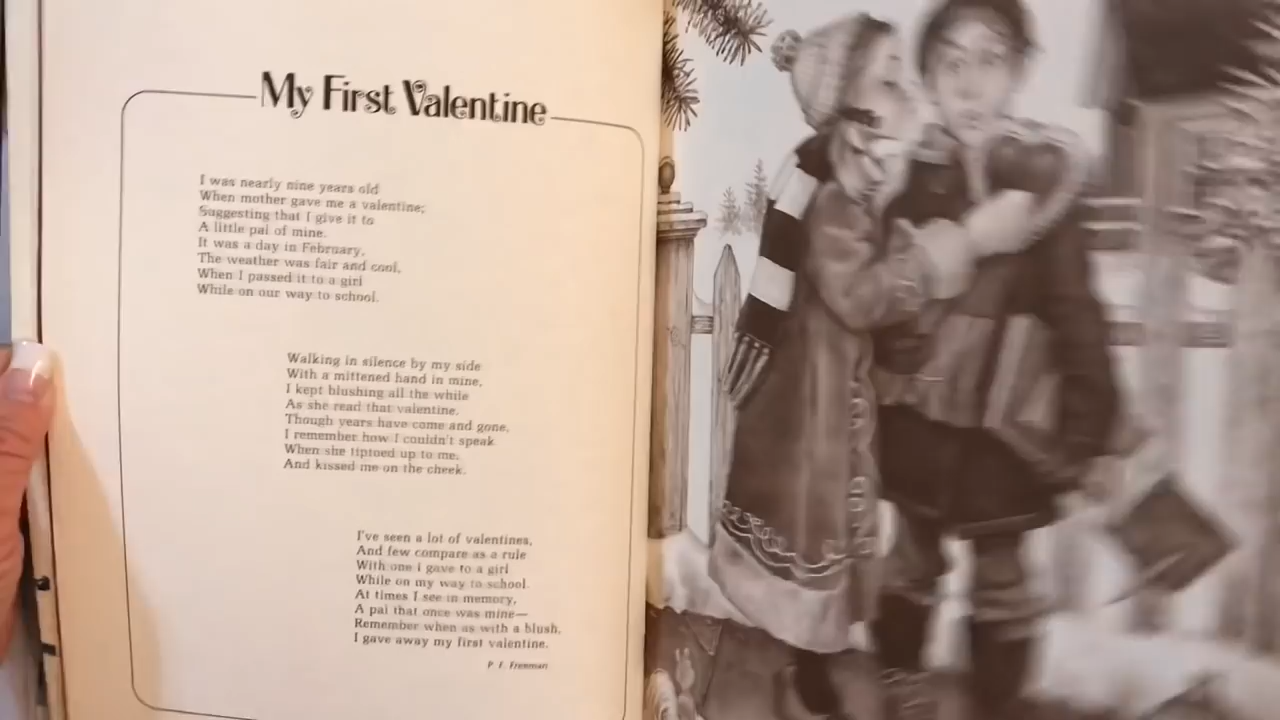 My First Valentine
I was nearly nine years old
When mother gave me a valentine;
Suggesting that I give it to
A little pal of mine.
It was a day in February,
The weather was fair and cool,
When I passed it to a girl
While on our way to school.
Walking in silence by my side
With a mittened hand in mine,
I kept blushing all the while
As she read that valentine.
Though years have come and gone,
I remember how I couldn't speak
When she tiptoed up to me,
And kissed me on the cheek.
I've seen a lot of valentines,
And few compare as a rule
With one I gave to a girl
While on my way to school.
At times I see in memory,
A pal that once was mine—
Remember when as with a blush,
I gave away my first valentine.
P. F. Freeman